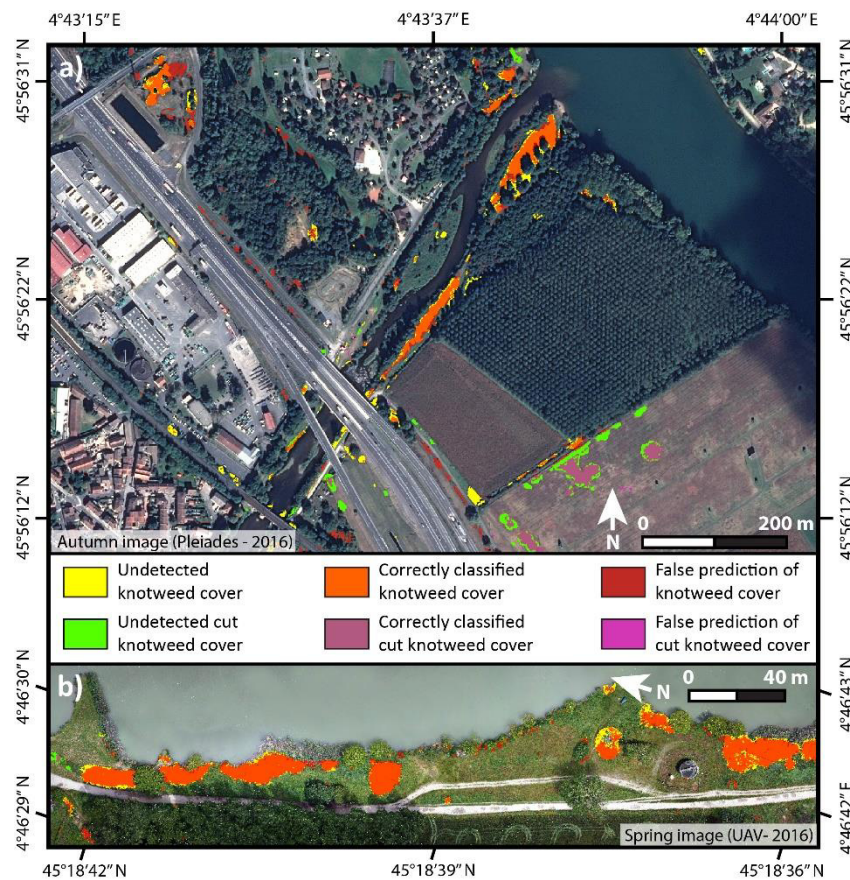 4°43'15"E 4°43'37"E 4°44'00"E
a)
45°56'31" N 45°56'31" N
45°56'22" N 45°56'22" N
45°56'12" N 45°56'12" N
Autumn image (Pleiades - 2016)
N
0 200 m
Undetected
knotweed cover
Correctly classified
knotweed cover
False prediction of
knotweed cover
Undetected cut
knotweed cover
Correctly classified
cut knotweed cover
False prediction of
cut knotweed cover
b)
N
0 40 m
4°46'30" N 4°46'43" N
4°46'29" N 4°46'42" E
Spring image (UAV- 2016)
45°18'42" N 45°18'39" N 45°18'36" N